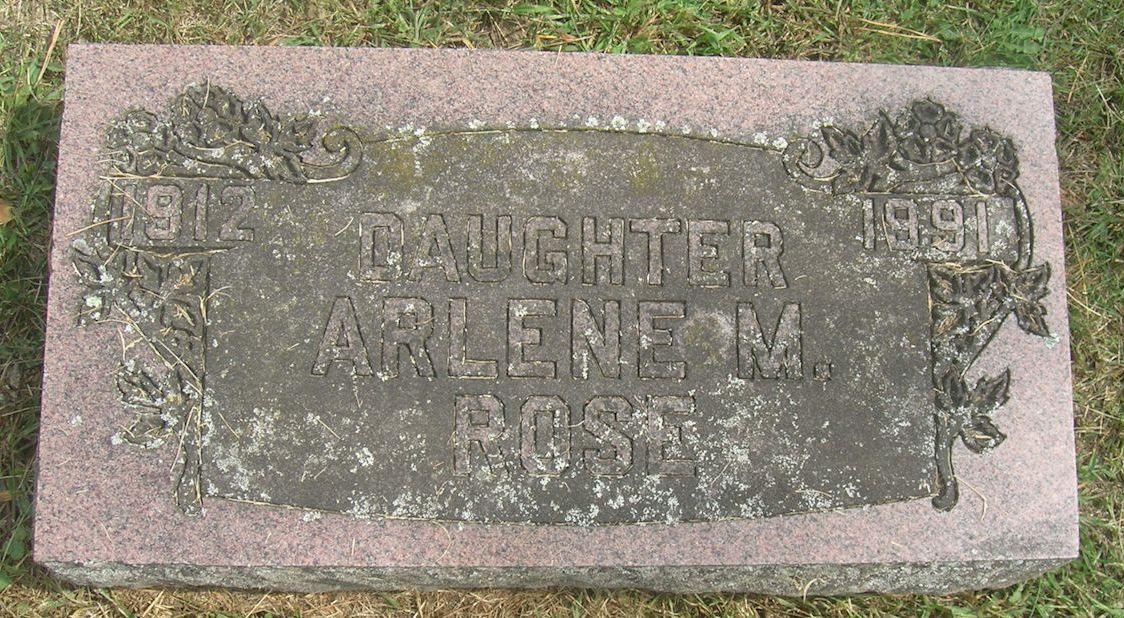 1912
1991
DAUGHTER
ARLENE M.
ROSE